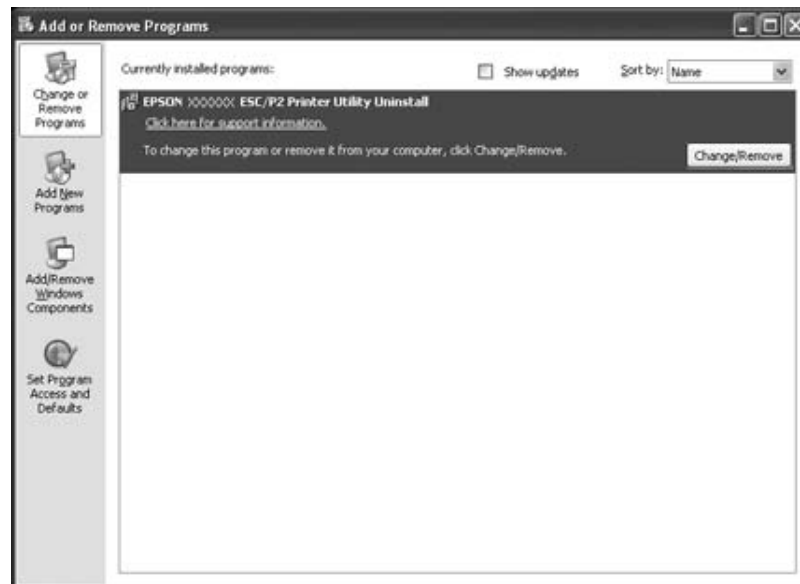 Add or Remove Programs
Change or
Remove
Programs
Add New
Programs
Add/Remove
Windows
Components
Set Program
Access and
Defaults
Currently installed programs:
Show updates
Sort by: Name
EPSON XXXXXX ESC/P2 Printer Utility Uninstall
Click here for support information.
To change this program or remove it from your computer, click Change/Remove.
Change/Remove